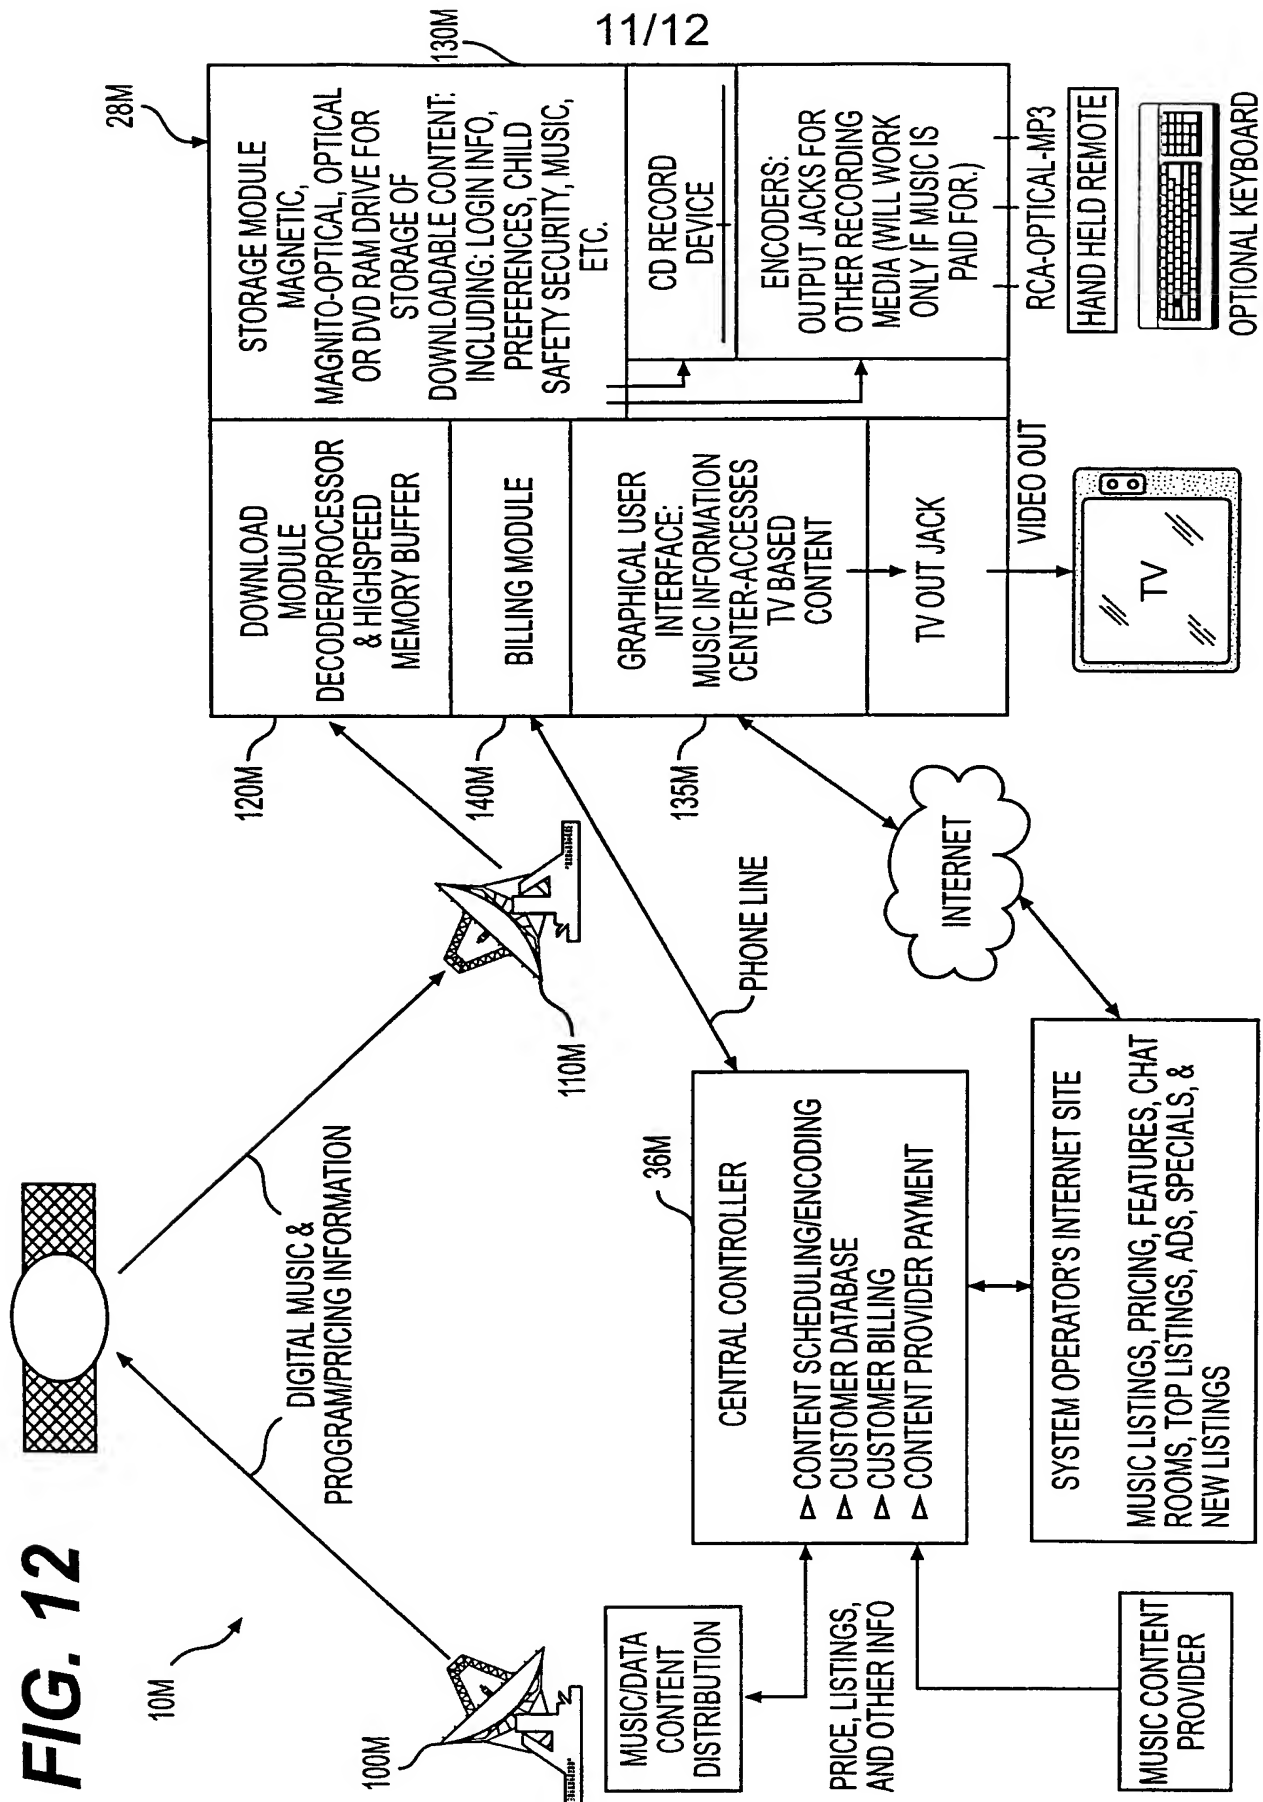 11/12
FIG. 12
10M
DIGITAL MUSIC &
PROGRAM/PRICING INFORMATION
100M
110M
MUSIC/DATA
CONTENT
DISTRIBUTION
PRICE, LISTINGS,
AND OTHER INFO
MUSIC CONTENT
PROVIDER
36M
CENTRAL CONTROLLER
▷CONTENT SCHEDULING/ENCODING
▷CUSTOMER DATABASE
▷CUSTOMER BILLING
▷CONTENT PROVIDER PAYMENT
SYSTEM OPERATOR'S INTERNET SITE
MUSIC LISTINGS, PRICING, FEATURES, CHAT
ROOMS, TOP LISTINGS, ADS, SPECIALS, &
NEW LISTINGS
PHONE LINE
INTERNET
28M
120M
DOWNLOAD
MODULE
DECODER/PROCESSOR
& HIGHSPEED
MEMORY BUFFER
140M
BILLING MODULE
135M
GRAPHICAL USER
INTERFACE:
MUSIC INFORMATION
CENTER-ACCESSES
TV BASED
CONTENT
TV OUT JACK
VIDEO OUT
TV
130M
STORAGE MODULE
MAGNETIC,
MAGNITO-OPTICAL, OPTICAL
OR DVD RAM DRIVE FOR
STORAGE OF
DOWNLOADABLE CONTENT:
INCLUDING: LOGIN INFO,
PREFERENCES, CHILD
SAFETY SECURITY, MUSIC,
ETC.
CD RECORD
DEVICE
ENCODERS:
OUTPUT JACKS FOR
OTHER RECORDING
MEDIA (WILL WORK
ONLY IF MUSIC IS
PAID FOR.)
RCA-OPTICAL-MP3
HAND HELD REMOTE
OPTIONAL KEYBOARD